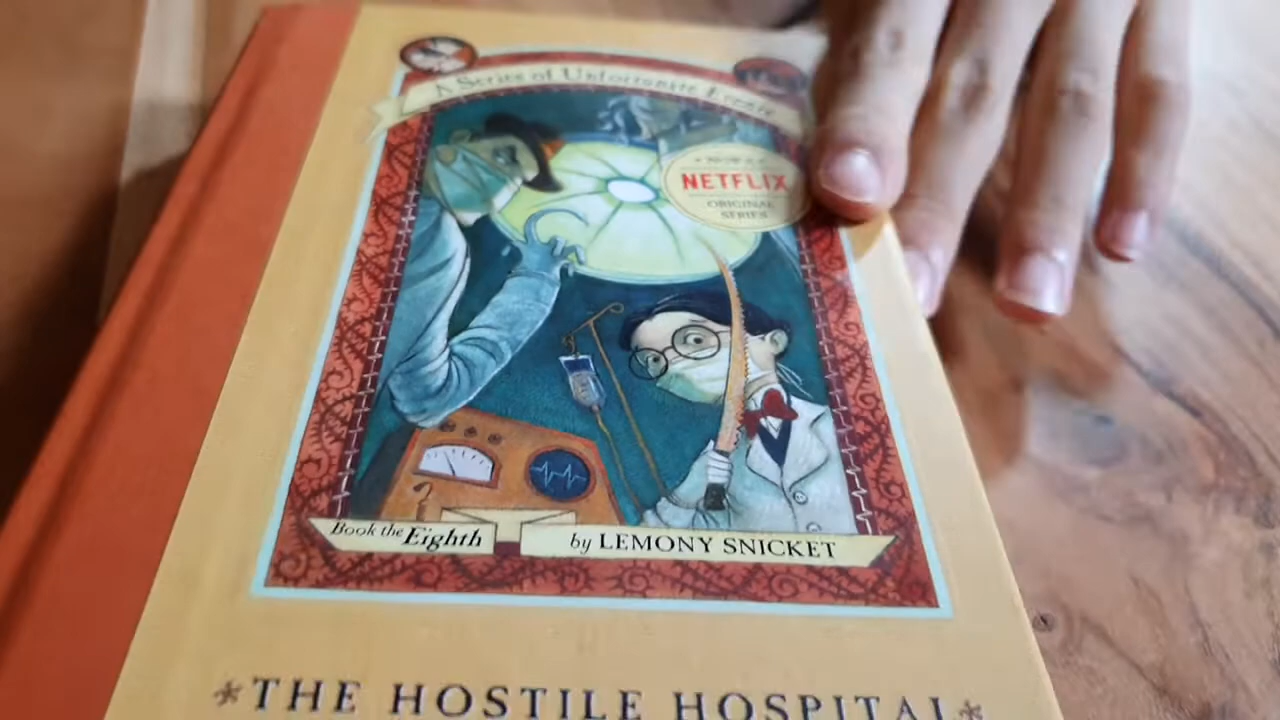 A Series of Unfortunate Events
NETFLIX
ORIGINAL
SERIES
Book the Eighth
by LEMONY SNICKET
*THE HOSTILE HOSPITAL*